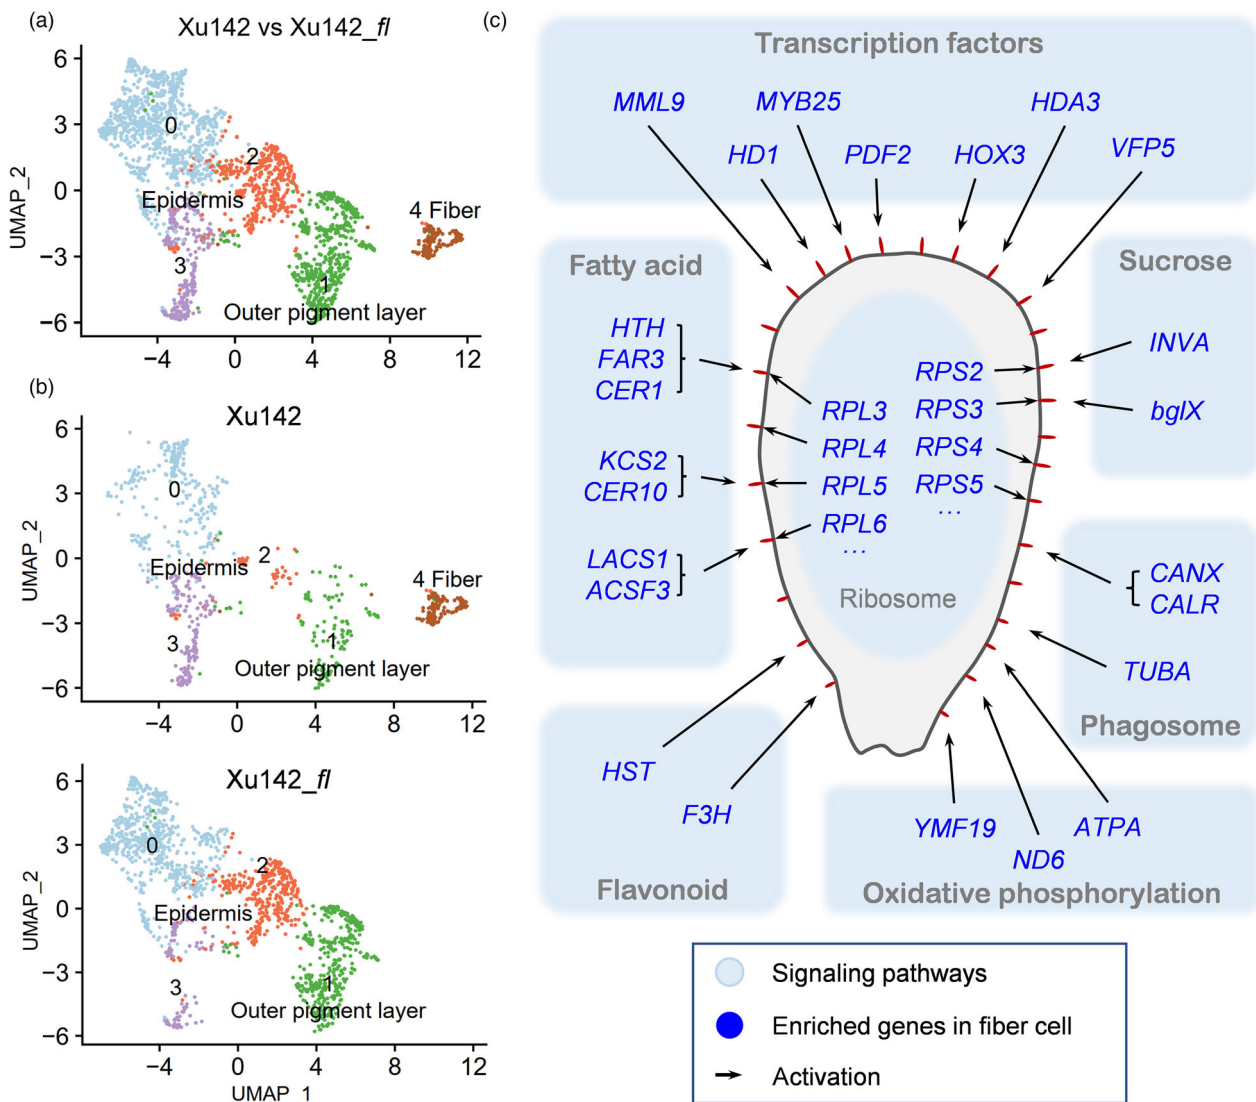 (a)
Xu142 vs Xu142_fl
6
3
0
−3
−6
UMAP_2
0
2
Epidermis
4 Fiber
3
1
Outer pigment layer
−4
0
4
8
12
(b)
Xu142
6
3
0
−3
−6
UMAP_2
0
2
Epidermis
4 Fiber
3
1
Outer pigment layer
−4
0
4
8
12
Xu142_fl
6
3
0
−3
−6
UMAP_2
0
2
Epidermis
3
1
Outer pigment layer
−4
0
4
8
12
UMAP_1
(c)
Transcription factors
MML9
MYB25
HDA3
HD1
PDF2
HOX3
VFP5
Fatty acid
HTH
FAR3
CER1
KCS2
CER10
LACS1
ACSF3
Sucrose
INVA
bglX
RPL3
RPL4
RPL5
RPL6
...
RPS2
RPS3
RPS4
RPS5
...
Ribosome
CANX
CALR
TUBA
Phagosome
HST
F3H
Flavonoid
YMF19
ND6
ATPA
Oxidative phosphorylation
Signaling pathways
Enriched genes in fiber cell
Activation